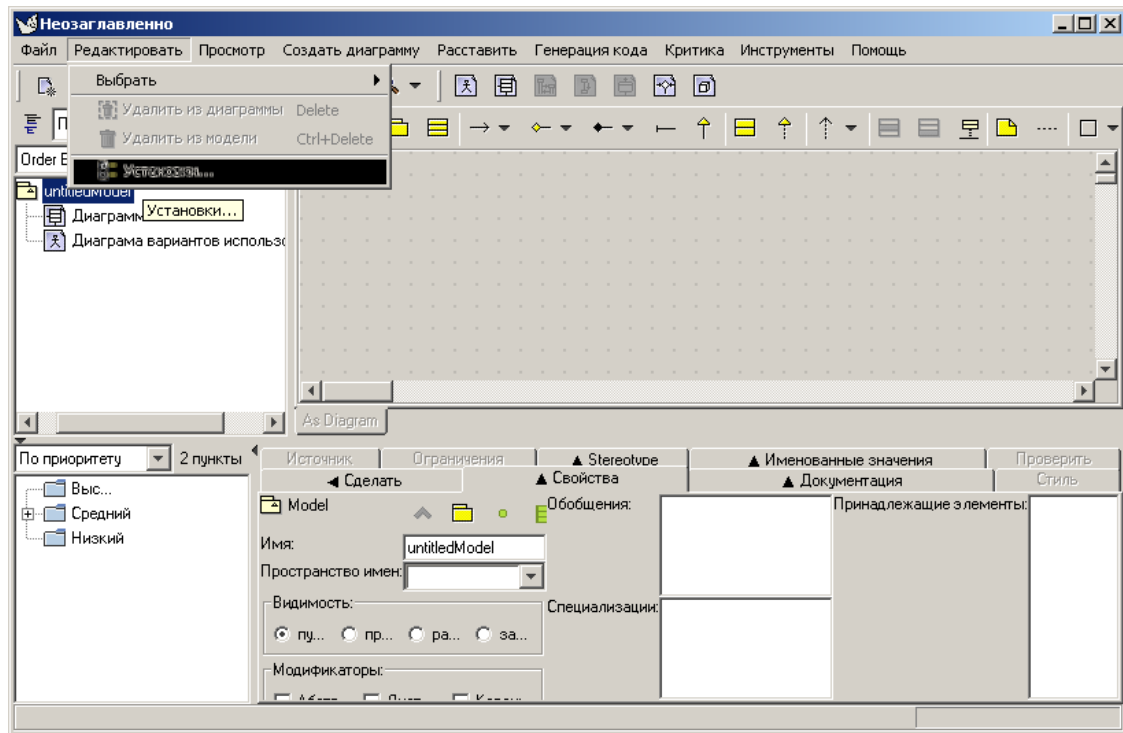 Неозаглавленно
Файл Редактировать Просмотр Создать диаграмму Расставить Генерация кода Критика Инструменты Помощь
Выбрать
Удалить из диаграммы Delete
Удалить из модели Ctrl+Delete
Установки...
Order E
untitledModel
Установки...
Диаграмм
Диаграма вариантов использо
As Diagram
По приоритету 2 пункты
Выс...
Средний
Низкий
Источник Ограничения ▲ Stereotype ▲ Именованные значения Проверить
◄ Сделать ▲ Свойства ▲ Документация Стиль
Model
Обобщения:
Принадлежащие элементы:
Имя: untitledModel
Пространство имен:
Видимость:
Специализации:
пу... пр... ра... за...
Модификаторы: